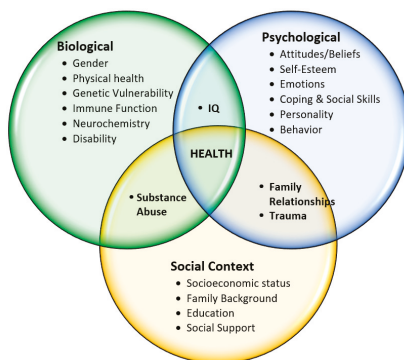 Biological
• Gender
• Physical health
• Genetic Vulnerability
• Immune Function
• Neurochemistry
• Disability
Psychological
• Attitudes/Beliefs
• Self-Esteem
• Emotions
• Coping & Social Skills
• Personality
• Behavior
• IQ
HEALTH
• Substance
Abuse
• Family
Relationships
• Trauma
Social Context
• Socioeconomic status
• Family Background
• Education
• Social Support